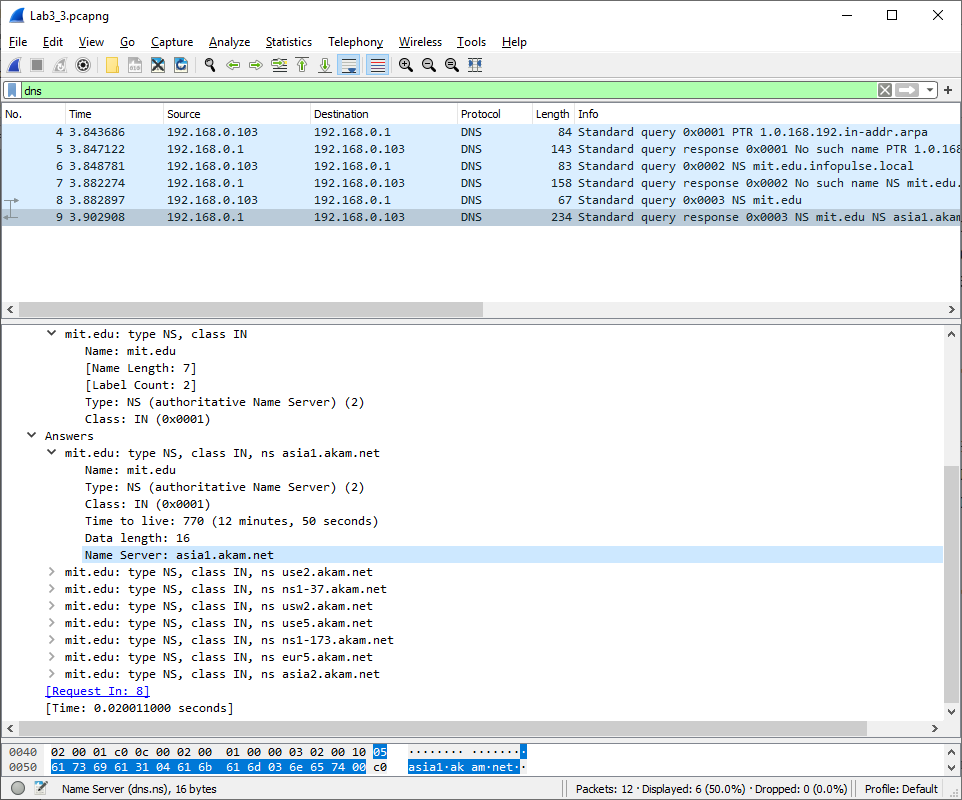 Lab3_3.pcapng
File Edit View Go Capture Analyze Statistics Telephony Wireless Tools Help
dns
No. Time Source Destination Protocol Length Info
4 3.843686 192.168.0.103 192.168.0.1 DNS 84 Standard query 0x0001 PTR 1.0.168.192.in-addr.arpa
5 3.847122 192.168.0.1 192.168.0.103 DNS 143 Standard query response 0x0001 No such name PTR 1.0.168
6 3.848781 192.168.0.103 192.168.0.1 DNS 83 Standard query 0x0002 NS mit.edu.infopulse.local
7 3.882274 192.168.0.1 192.168.0.103 DNS 158 Standard query response 0x0002 No such name NS mit.edu.
8 3.882897 192.168.0.103 192.168.0.1 DNS 67 Standard query 0x0003 NS mit.edu
9 3.902908 192.168.0.1 192.168.0.103 DNS 234 Standard query response 0x0003 NS mit.edu NS asia1.akam
mit.edu: type NS, class IN
Name: mit.edu
[Name Length: 7]
[Label Count: 2]
Type: NS (authoritative Name Server) (2)
Class: IN (0x0001)
Answers
mit.edu: type NS, class IN, ns asia1.akam.net
Name: mit.edu
Type: NS (authoritative Name Server) (2)
Class: IN (0x0001)
Time to live: 770 (12 minutes, 50 seconds)
Data length: 16
Name Server: asia1.akam.net
mit.edu: type NS, class IN, ns use2.akam.net
mit.edu: type NS, class IN, ns ns1-37.akam.net
mit.edu: type NS, class IN, ns usw2.akam.net
mit.edu: type NS, class IN, ns use5.akam.net
mit.edu: type NS, class IN, ns ns1-173.akam.net
mit.edu: type NS, class IN, ns eur5.akam.net
mit.edu: type NS, class IN, ns asia2.akam.net
[Request In: 8]
[Time: 0.020011000 seconds]
0040 02 00 01 c0 0c 00 02 00 01 00 00 03 02 00 10 05 ········ ········
0050 61 73 69 61 31 04 61 6b 61 6d 03 6e 65 74 00 c0 asia1·ak am·net··
Name Server (dns.ns), 16 bytes Packets: 12 · Displayed: 6 (50.0%) · Dropped: 0 (0.0%) Profile: Default